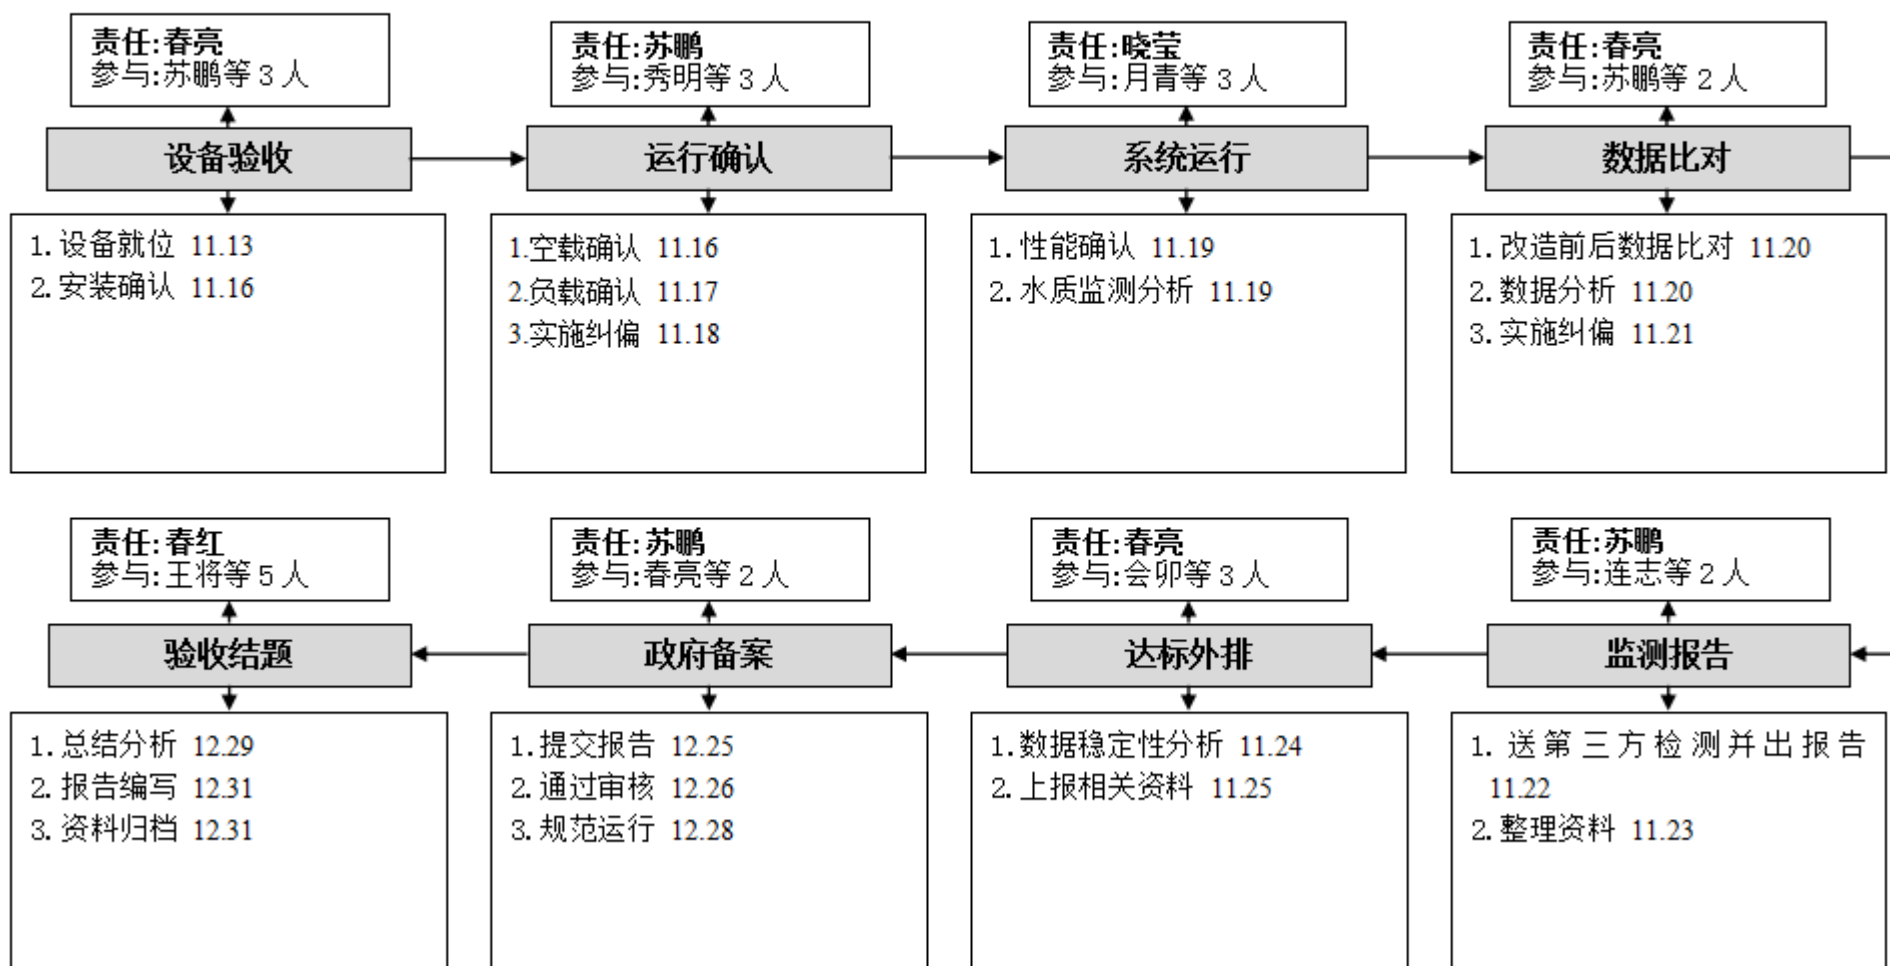 责任:春亮
参与:苏鹏等3人
设备验收
1.设备就位 11.13
2.安装确认 11.16
责任:苏鹏
参与:秀明等3人
运行确认
1.空载确认 11.16
2.负载确认 11.17
3.实施纠偏 11.18
责任:晓莹
参与:月青等3人
系统运行
1.性能确认 11.19
2.水质监测分析 11.19
责任:春亮
参与:苏鹏等2人
数据比对
1.改造前后数据比对 11.20
2.数据分析 11.20
3.实施纠偏 11.21
责任:春红
参与:王将等5人
验收结题
1.总结分析 12.29
2.报告编写 12.31
3.资料归档 12.31
责任:苏鹏
参与:春亮等2人
政府备案
1.提交报告 12.25
2.通过审核 12.26
3.规范运行 12.28
责任:春亮
参与:会卯等3人
达标外排
1.数据稳定性分析 11.24
2.上报相关资料 11.25
责任:苏鹏
参与:连志等2人
监测报告
1.送第三方检测并出报告
11.22
2.整理资料 11.23